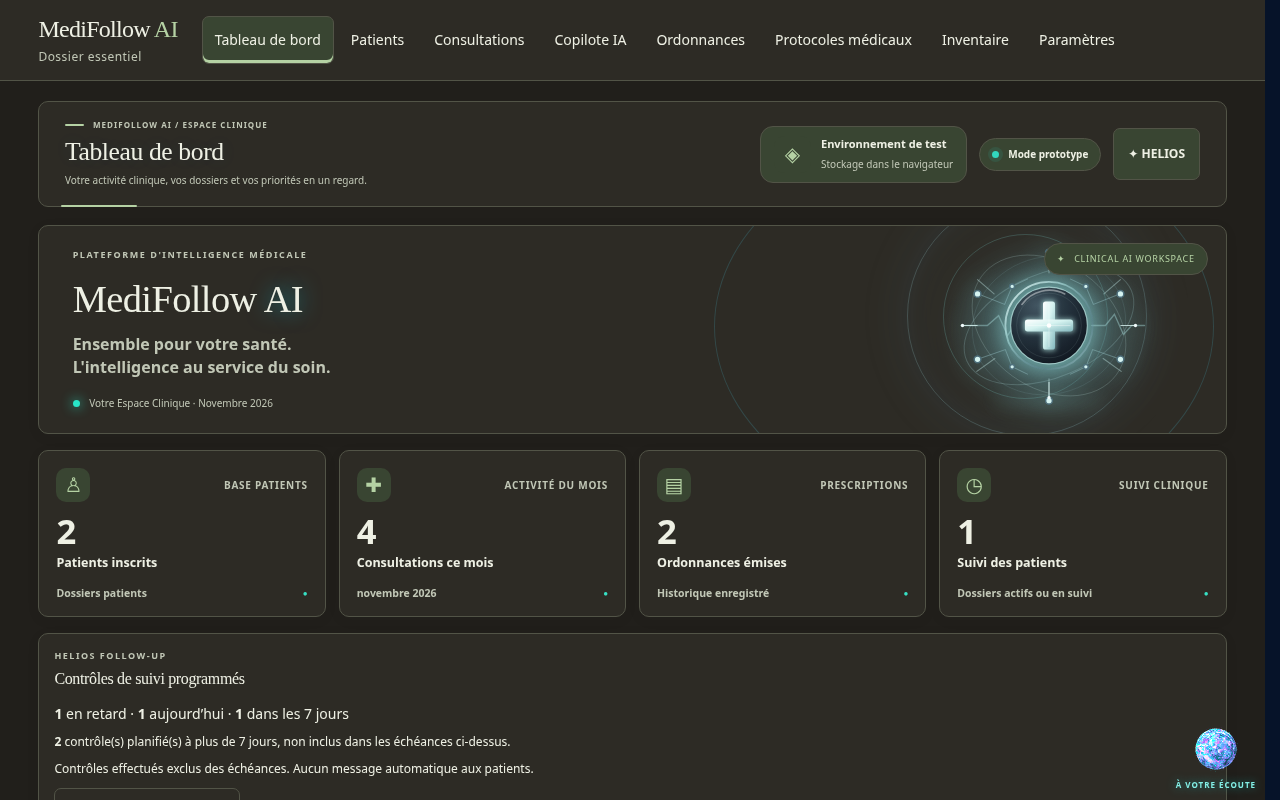 MediFollow AI
Dossier essentiel
Tableau de bord
Patients
Consultations
Copilote IA
Ordonnances
Protocoles médicaux
Inventaire
Paramètres
MEDIFOLLOW AI / ESPACE CLINIQUE
Tableau de bord
Votre activité clinique, vos dossiers et vos priorités en un regard.
Environnement de test
Stockage dans le navigateur
Mode prototype
✦ HELIOS
PLATEFORME D'INTELLIGENCE MÉDICALE
MediFollow AI
Ensemble pour votre santé.
L'intelligence au service du soin.
Votre Espace Clinique · Novembre 2026
✦ CLINICAL AI WORKSPACE
BASE PATIENTS
2
Patients inscrits
Dossiers patients
ACTIVITÉ DU MOIS
4
Consultations ce mois
novembre 2026
PRESCRIPTIONS
2
Ordonnances émises
Historique enregistré
SUIVI CLINIQUE
1
Suivi des patients
Dossiers actifs ou en suivi
HELIOS FOLLOW-UP
Contrôles de suivi programmés
1 en retard · 1 aujourd’hui · 1 dans les 7 jours
2 contrôle(s) planifié(s) à plus de 7 jours, non inclus dans les échéances ci-dessus.
Contrôles effectués exclus des échéances. Aucun message automatique aux patients.
À VOTRE ÉCOUTE